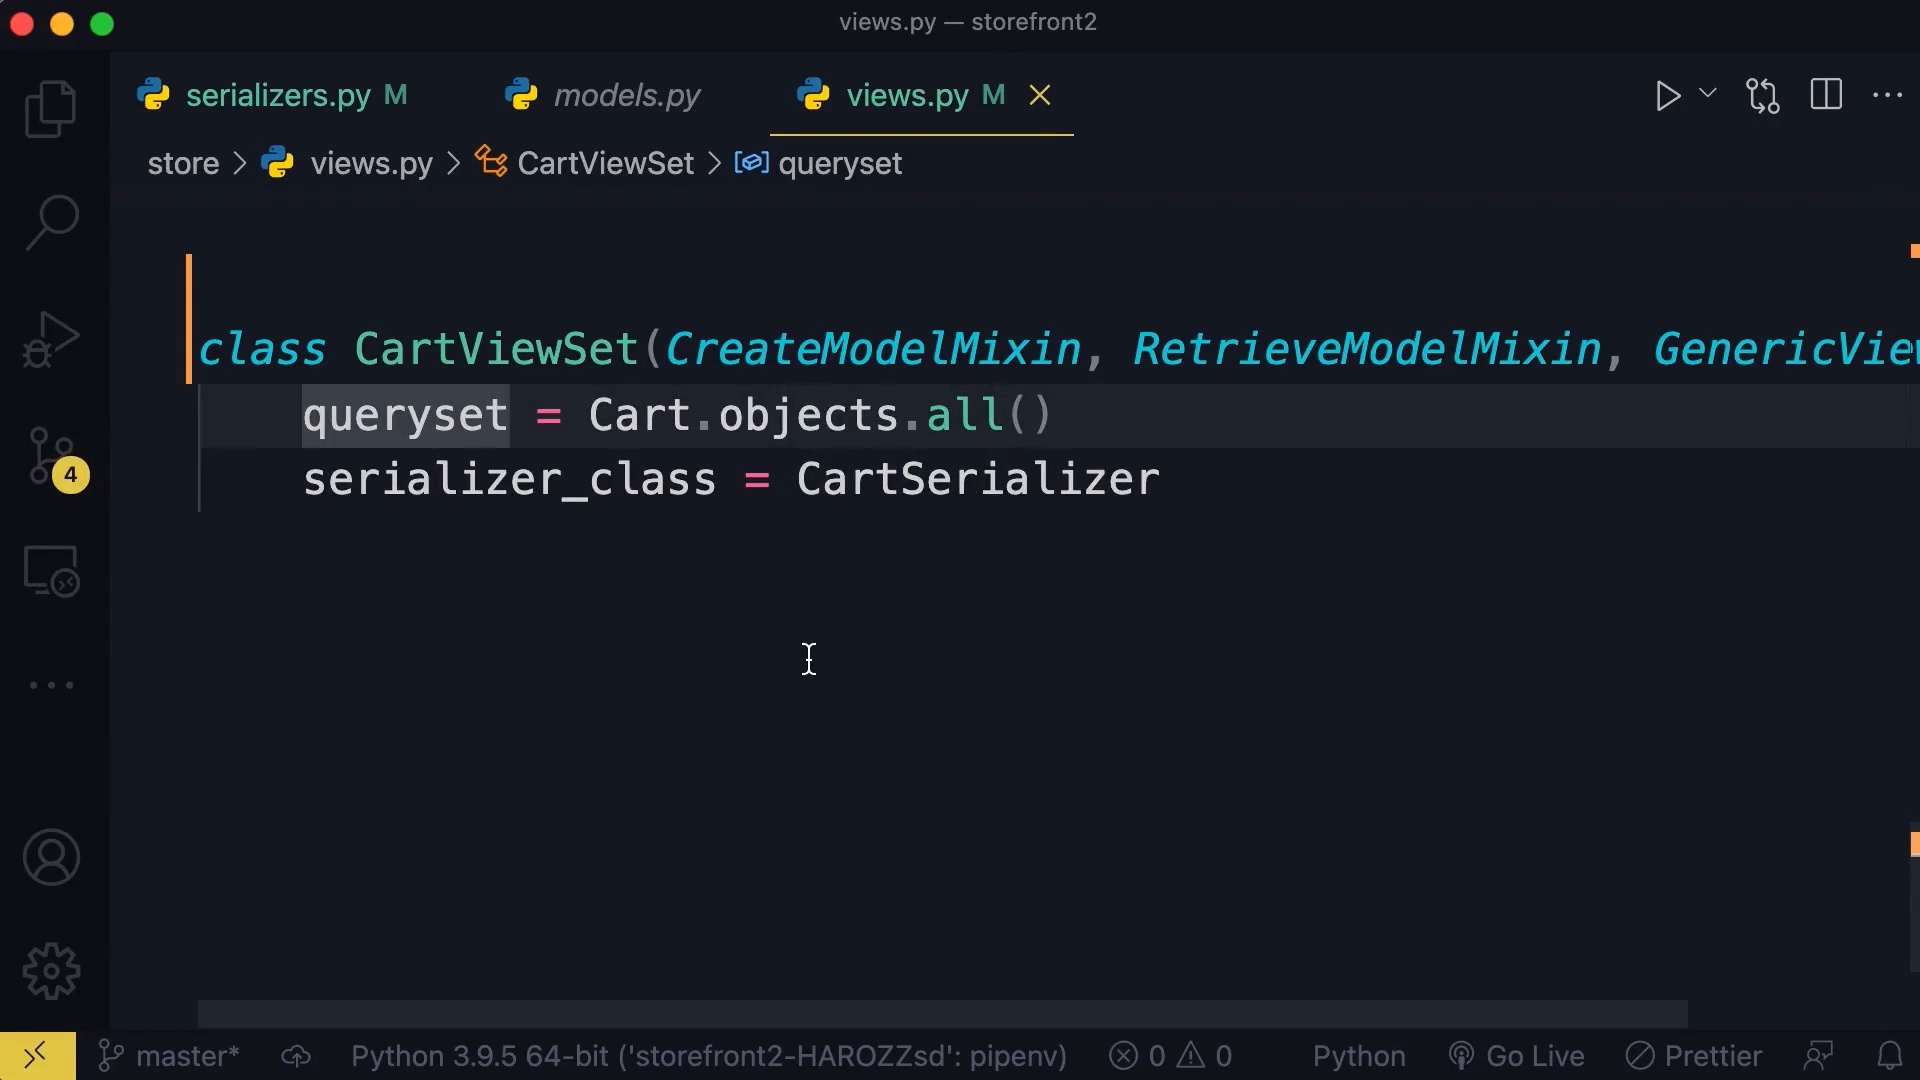 views.py — storefront2
serializers.py M models.py views.py M
store > views.py > CartViewSet > queryset
class CartViewSet(CreateModelMixin, RetrieveModelMixin, GenericView
queryset = Cart.objects.all()
serializer_class = CartSerializer
4
master* Python 3.9.5 64-bit ('storefront2-HAROZZsd': pipenv) 0 0 Python Go Live Prettier